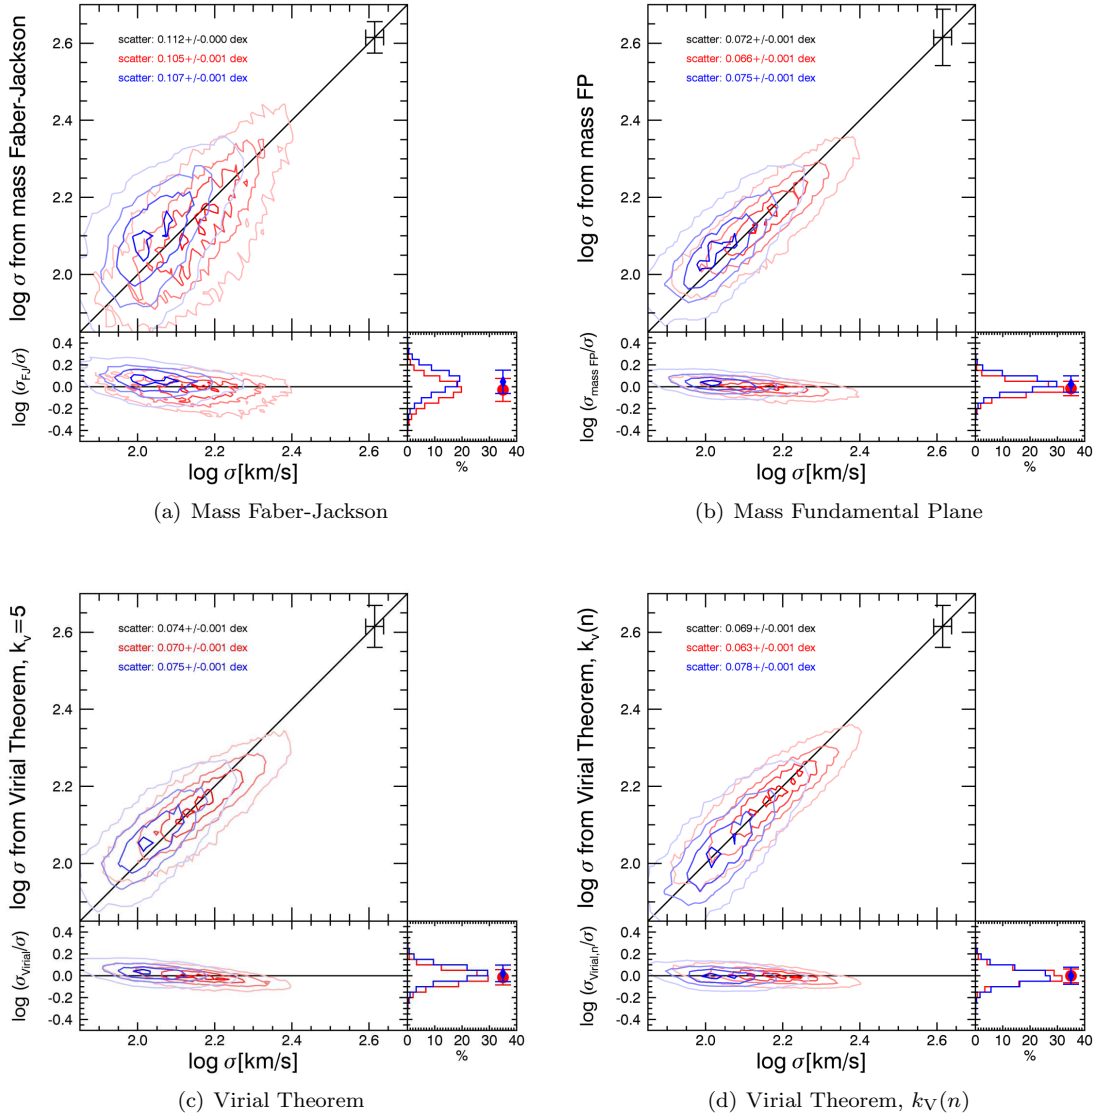 scatter: 0.112+/-0.000 dex
scatter: 0.105+/-0.001 dex
scatter: 0.107+/-0.001 dex
log σ from mass Faber-Jackson
2.6
2.4
2.2
2.0
log (σFJ/σ)
0.4
0.2
0.0
-0.2
-0.4
2.0 2.2 2.4 2.6
log σ[km/s]
0 10 20 30 40
%
(a) Mass Faber-Jackson
scatter: 0.072+/-0.001 dex
scatter: 0.066+/-0.001 dex
scatter: 0.075+/-0.001 dex
log σ from mass FP
2.6
2.4
2.2
2.0
log (σmass FP/σ)
0.4
0.2
0.0
-0.2
-0.4
2.0 2.2 2.4 2.6
log σ[km/s]
0 10 20 30 40
%
(b) Mass Fundamental Plane
scatter: 0.074+/-0.001 dex
scatter: 0.070+/-0.001 dex
scatter: 0.075+/-0.001 dex
log σ from Virial Theorem, kv=5
2.6
2.4
2.2
2.0
log (σVirial/σ)
0.4
0.2
0.0
-0.2
-0.4
2.0 2.2 2.4 2.6
log σ[km/s]
0 10 20 30 40
%
(c) Virial Theorem
scatter: 0.069+/-0.001 dex
scatter: 0.063+/-0.001 dex
scatter: 0.078+/-0.001 dex
log σ from Virial Theorem, kv(n)
2.6
2.4
2.2
2.0
log (σVirial,n/σ)
0.4
0.2
0.0
-0.2
-0.4
2.0 2.2 2.4 2.6
log σ[km/s]
0 10 20 30 40
%
(d) Virial Theorem, kV(n)